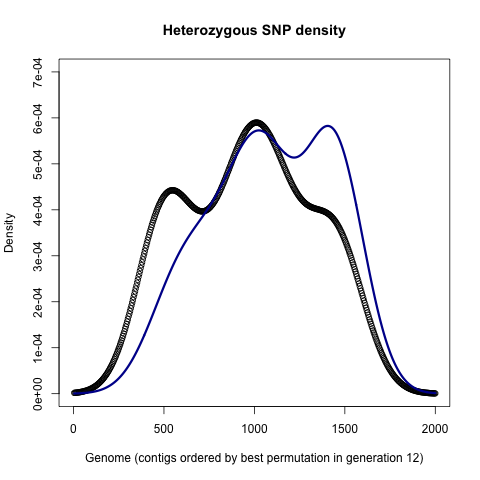 Heterozygous SNP density
7e-04
6e-04
5e-04
4e-04
3e-04
2e-04
1e-04
0e+00
Density
0 500 1000 1500 2000
Genome (contigs ordered by best permutation in generation 12)